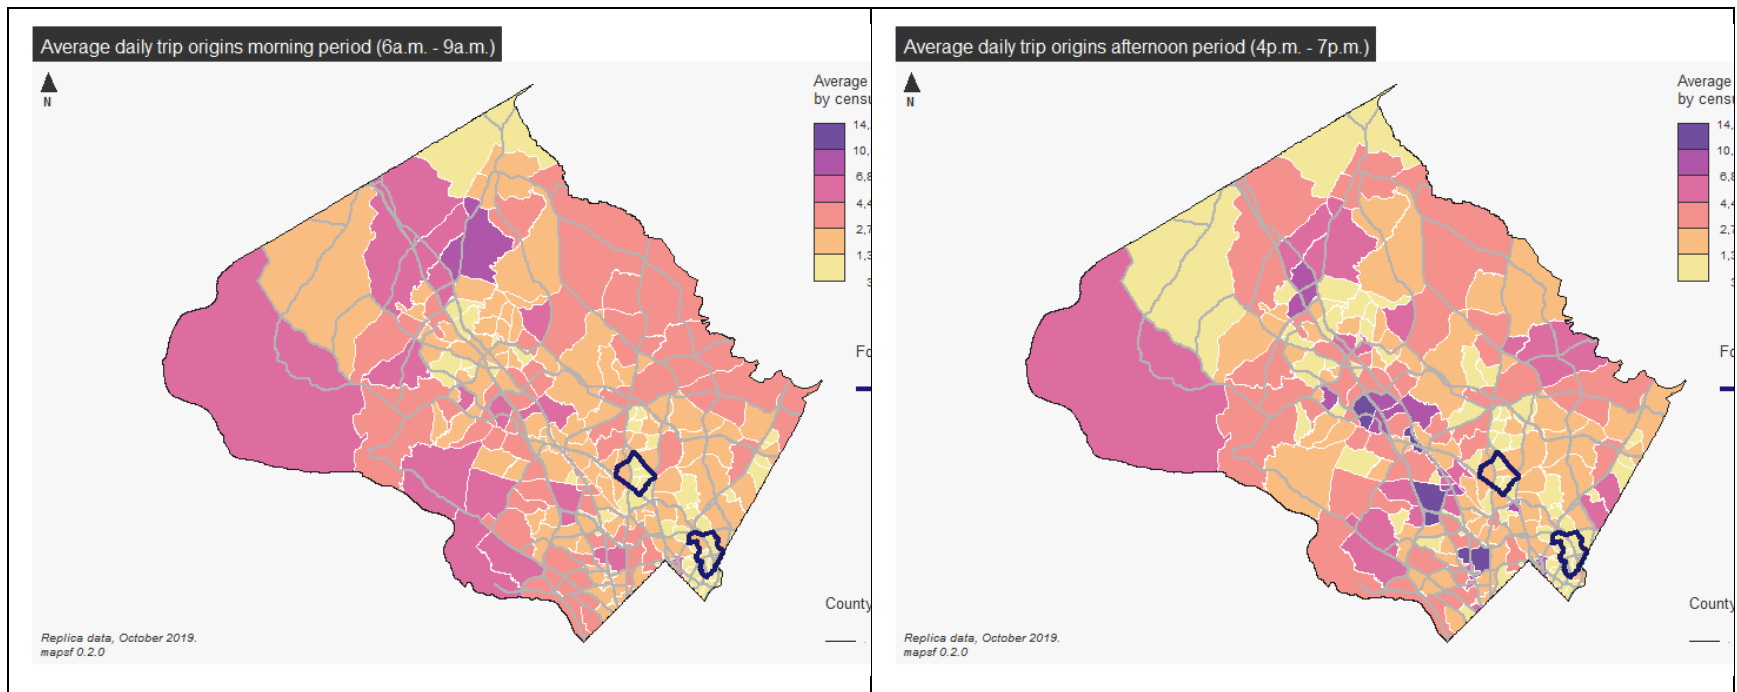 Average daily trip origins morning period (6a.m. - 9a.m.)
N
Average
by censu
14,
10,
6,8
4,4
2,7
1,3
3
Fo
County
Replica data, October 2019.
mapsf 0.2.0
Average daily trip origins afternoon period (4p.m. - 7p.m.)
N
Average
by censu
14,
10,
6,8
4,4
2,7
1,3
3
Fo
County
Replica data, October 2019.
mapsf 0.2.0